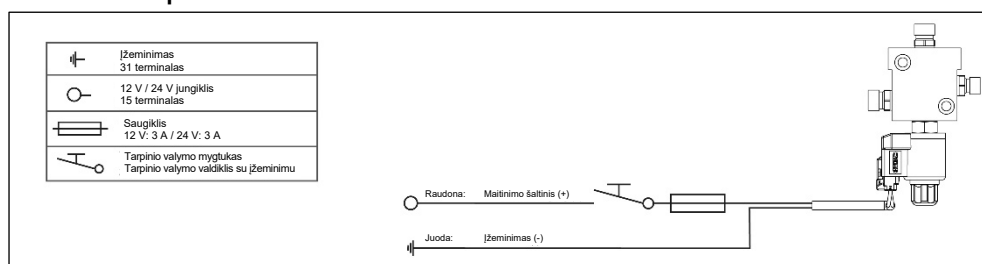 Įžeminimas
31 terminalas
12 V / 24 V jungiklis
15 terminalas
Saugiklis
12 V: 3 A / 24 V: 3 A
Tarpinio valymo mygtukas
Tarpinio valymo valdiklis su įžeminimu
Raudona: Maitinimo šaltinis (+)
Juoda: Įžeminimas (-)